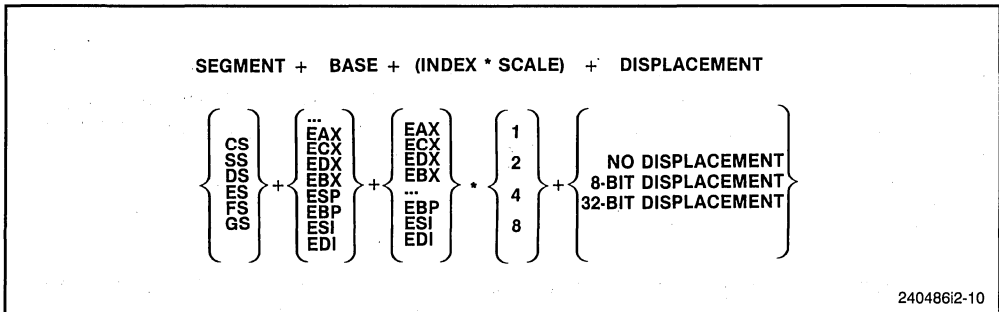 SEGMENT + BASE + (INDEX * SCALE) + DISPLACEMENT
CS
SS
DS
ES
FS
GS
+
...
EAX
ECX
EDX
EBX
ESP
EBP
ESI
EDI
+
EAX
ECX
EDX
EBX
...
EBP
ESI
EDI
*
1
2
4
8
+
NO DISPLACEMENT
8-BIT DISPLACEMENT
32-BIT DISPLACEMENT
240486i2-10